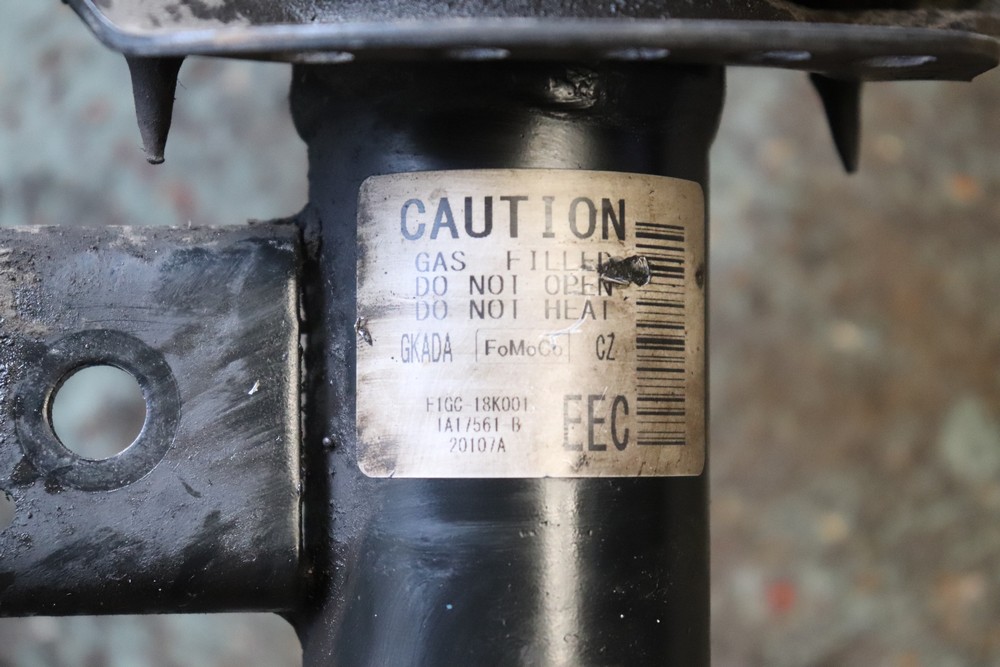 CAUTION
GAS FILLED
DO NOT OPEN
DO NOT HEAT
GKADA FoMoCo CZ
F1GC-18K001
1A17561 B
20107A
EEC